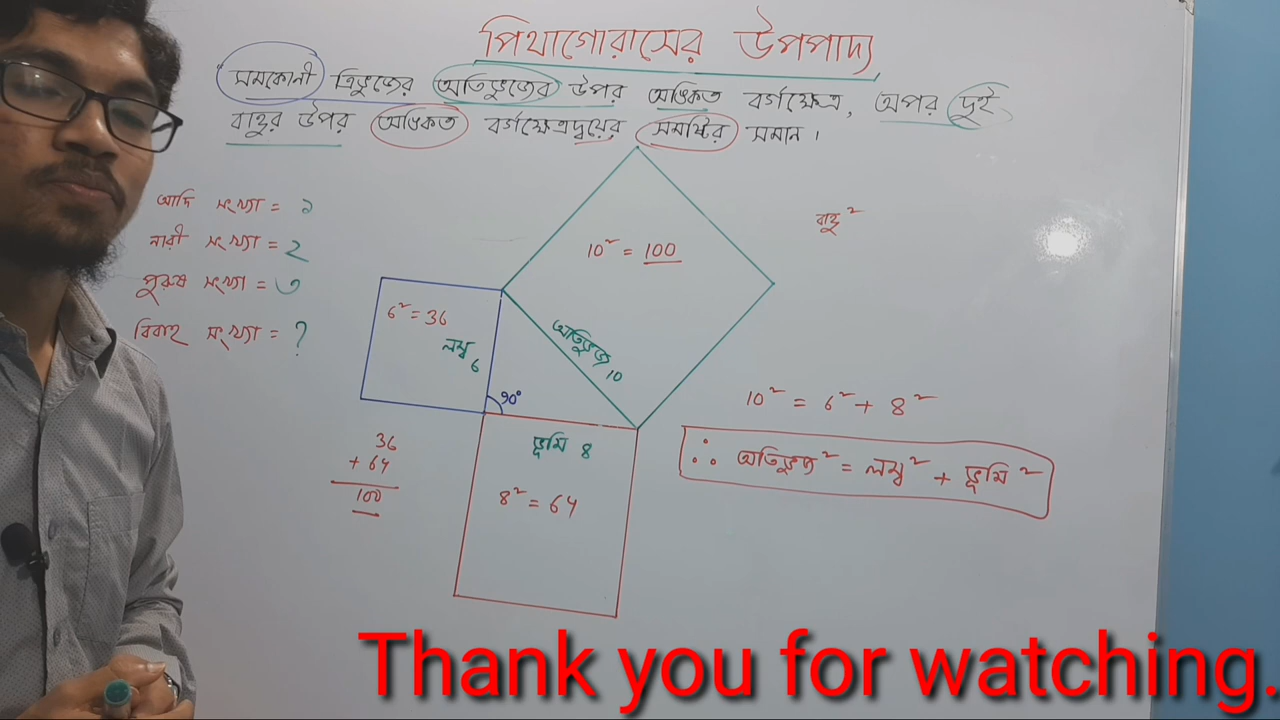 পিথাগোরাসের উপপাদ্য
সমকোনী ত্রিভুজের অতিভুজের উপর অঙ্কিত বর্গক্ষেত্র, অপর দুই
বাহুর উপর অঙ্কিত বর্গক্ষেত্রদ্বয়ের সমষ্টির সমান।
আদি সংখ্যা = ১
নারী সংখ্যা = 2
পুরুষ সংখ্যা = ৩
বিবাহ সংখ্যা = ?
বাহু²
10² = 100
6² = 36
লম্ব 6
অতিভুজ 10
90°
ভূমি 8
8² = 64
36
+ 64
100
10² = 6² + 8²
∴ অতিভুজ² = লম্ব² + ভূমি²
Thank you for watching.